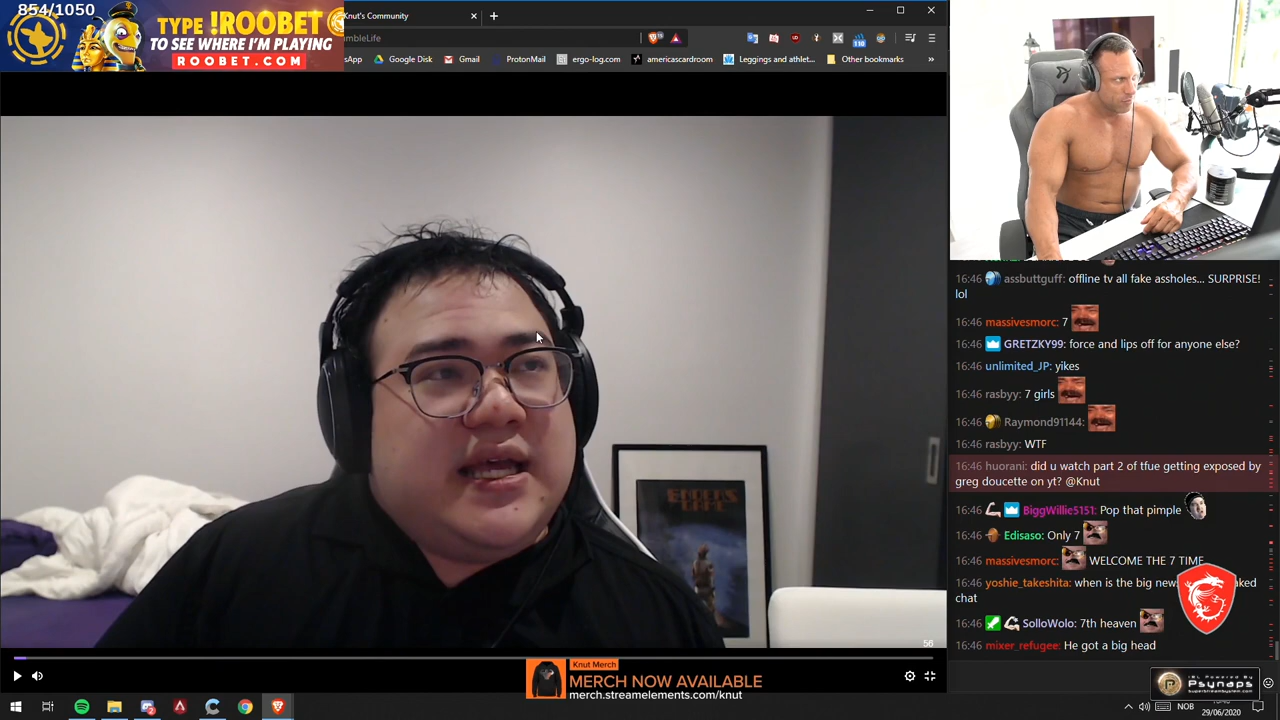 854/1050
TYPE !ROOBET
TO SEE WHERE I'M PLAYING
ROOBET.COM
Knut's Community
mbleLife
110
sApp
Google Disk
Gmail
ProtonMail
ergo-log.com
americascardroom
Leggings and athlet...
Other bookmarks
56
Knut Merch
MERCH NOW AVAILABLE
merch.streamelements.com/knut
16:46 assbuttguff: offline tv all fake assholes... SURPRISE!
lol
16:46 massivesmorc: 7
16:46 GRETZKY99: force and lips off for anyone else?
16:46 unlimited_JP: yikes
16:46 rasbyy: 7 girls
16:46 Raymond91144:
16:46 rasbyy: WTF
16:46 huorani: did u watch part 2 of tfue getting exposed by
greg doucette on yt? @Knut
16:46 BiggWillie5151: Pop that pimple
16:46 Edisaso: Only 7
16:46 massivesmorc: WELCOME THE 7 TIME
16:46 yoshie_takeshita: when is the big new
chat
16:46 SolloWolo: 7th heaven
16:46 mixer_refugee: He got a big head
Psynaps
NOB
29/06/2020